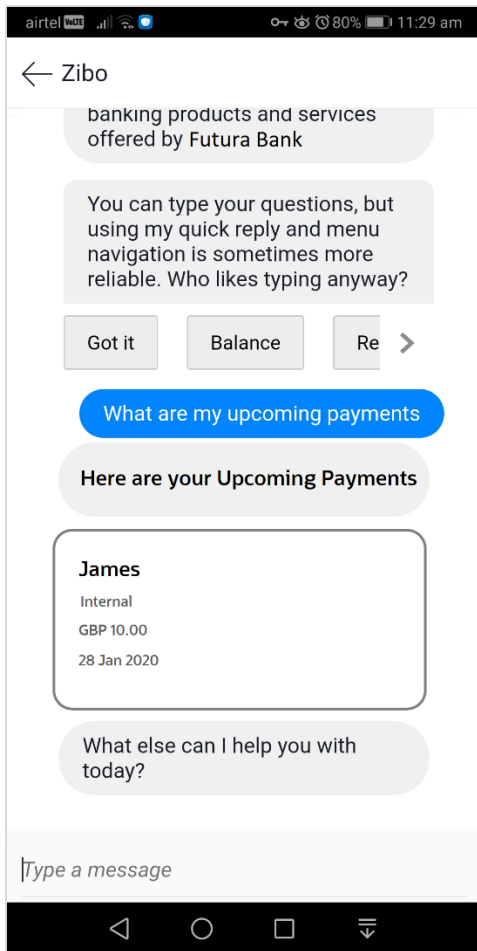 airtel VoLTE 80% 11:29 am
Zibo
banking products and services
offered by Futura Bank
You can type your questions, but
using my quick reply and menu
navigation is sometimes more
reliable. Who likes typing anyway?
Got it Balance Re
What are my upcoming payments
Here are your Upcoming Payments
James
Internal
GBP 10.00
28 Jan 2020
What else can I help you with
today?
Type a message